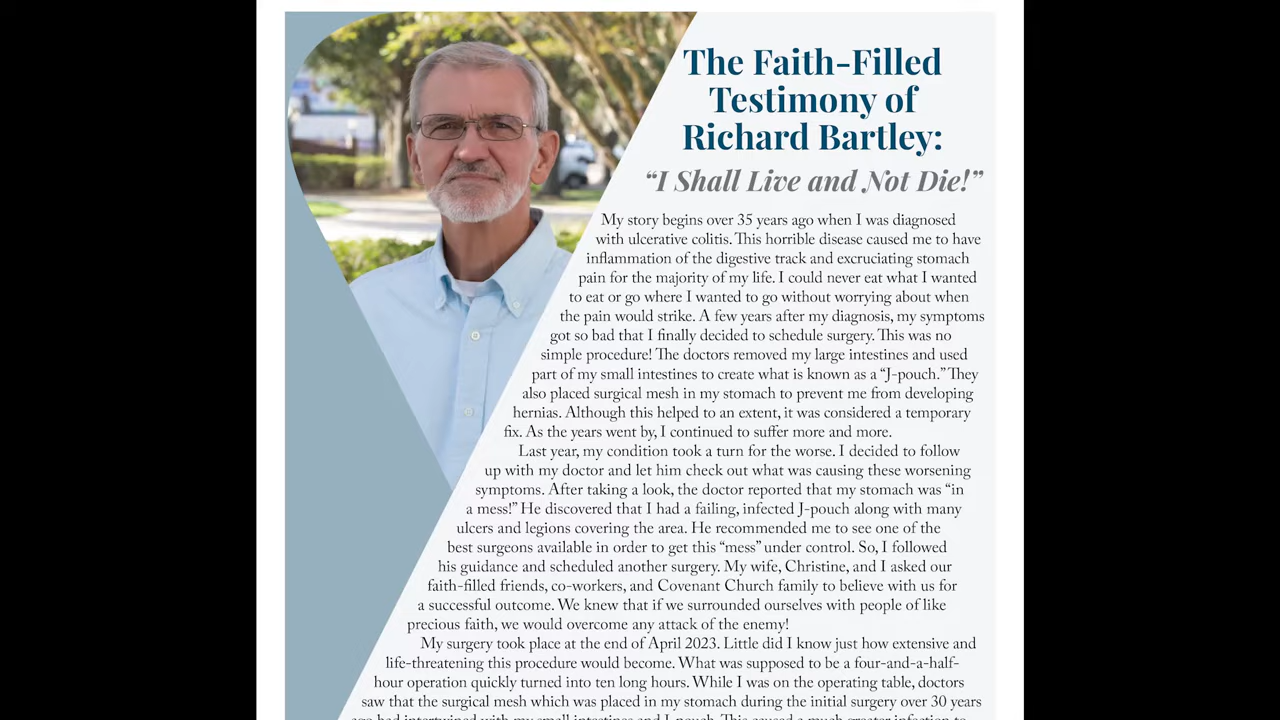 The Faith-Filled
Testimony of
Richard Bartley:
“I Shall Live and Not Die!”
My story begins over 35 years ago when I was diagnosed
with ulcerative colitis. This horrible disease caused me to have
inflammation of the digestive track and excruciating stomach
pain for the majority of my life. I could never eat what I wanted
to eat or go where I wanted to go without worrying about when
the pain would strike. A few years after my diagnosis, my symptoms
got so bad that I finally decided to schedule surgery. This was no
simple procedure! The doctors removed my large intestines and used
part of my small intestines to create what is known as a “J-pouch.” They
also placed surgical mesh in my stomach to prevent me from developing
hernias. Although this helped to an extent, it was considered a temporary
fix. As the years went by, I continued to suffer more and more.
Last year, my condition took a turn for the worse. I decided to follow
up with my doctor and let him check out what was causing these worsening
symptoms. After taking a look, the doctor reported that my stomach was “in
a mess!” He discovered that I had a failing, infected J-pouch along with many
ulcers and legions covering the area. He recommended me to see one of the
best surgeons available in order to get this “mess” under control. So, I followed
his guidance and scheduled another surgery. My wife, Christine, and I asked our
faith-filled friends, co-workers, and Covenant Church family to believe with us for
a successful outcome. We knew that if we surrounded ourselves with people of like
precious faith, we would overcome any attack of the enemy!
My surgery took place at the end of April 2023. Little did I know just how extensive and
life-threatening this procedure would become. What was supposed to be a four-and-a-half-
hour operation quickly turned into ten long hours. While I was on the operating table, doctors
saw that the surgical mesh which was placed in my stomach during the initial surgery over 30 years
ago had intertwined with my small intestines and J-pouch. This caused a much greater infection to